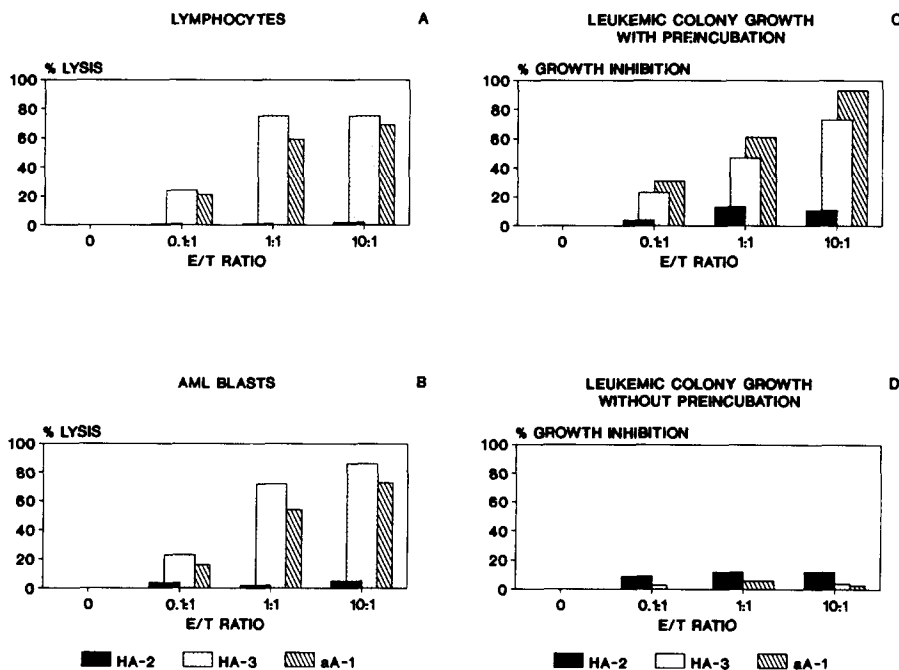 LYMPHOCYTES
A
% LYSIS
100
80
60
40
20
0
0
0.1:1
1:1
10:1
E/T RATIO
LEUKEMIC COLONY GROWTH
WITH PREINCUBATION
C
% GROWTH INHIBITION
100
80
60
40
20
0
0
0.1:1
1:1
10:1
E/T RATIO
AML BLASTS
B
% LYSIS
100
80
60
40
20
0
0
0.1:1
1:1
10:1
E/T RATIO
LEUKEMIC COLONY GROWTH
WITHOUT PREINCUBATION
D
% GROWTH INHIBITION
100
80
60
40
20
0
0
0.1:1
1:1
10:1
E/T RATIO
HA-2 HA-3 aA-1
HA-2 HA-3 aA-1